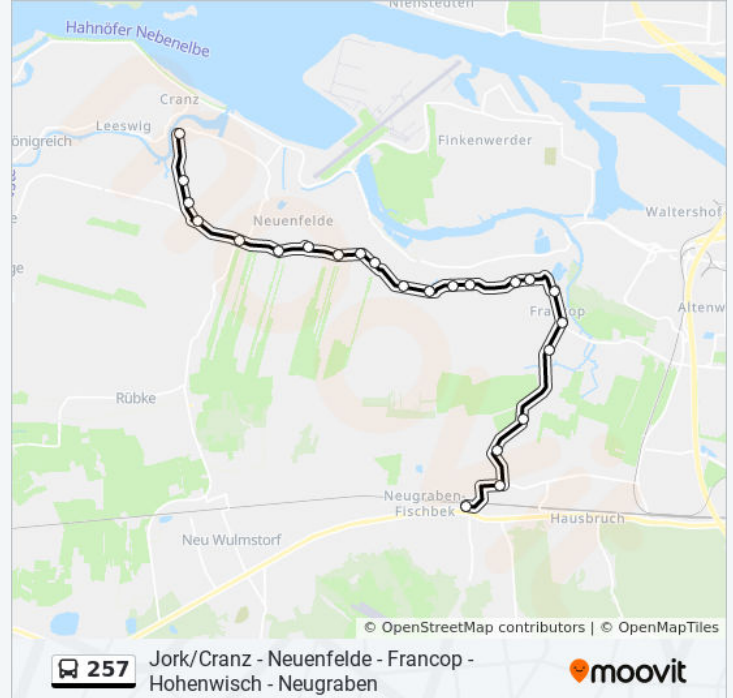 Nienstedten
Hahnöfer Nebenelbe
Cranz
Leeswig
önigreich
Finkenwerder
Waltershof
Neuenfelde
ge
Altenw
Francop
Rübke
Neugraben-
Fischbek
Hausbruch
Neu Wulmstorf
© OpenStreetMap contributors | © OpenMapTiles
257
Jork/Cranz - Neuenfelde - Francop -
Hohenwisch - Neugraben
moovit